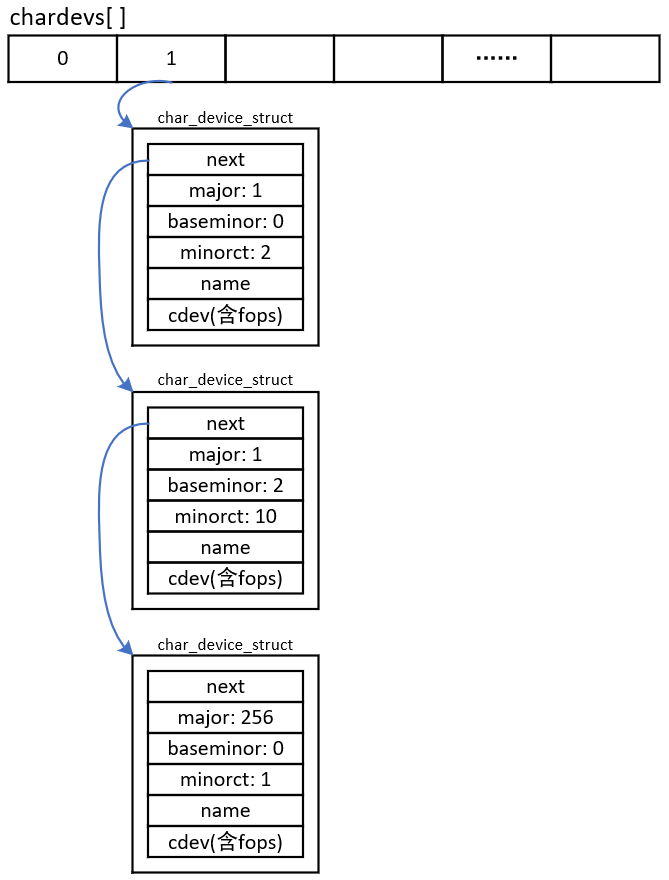 chardevs[ ]
0 1 ......
char_device_struct
next
major: 1
baseminor: 0
minorct: 2
name
cdev(含fops)
char_device_struct
next
major: 1
baseminor: 2
minorct: 10
name
cdev(含fops)
char_device_struct
next
major: 256
baseminor: 0
minorct: 1
name
cdev(含fops)